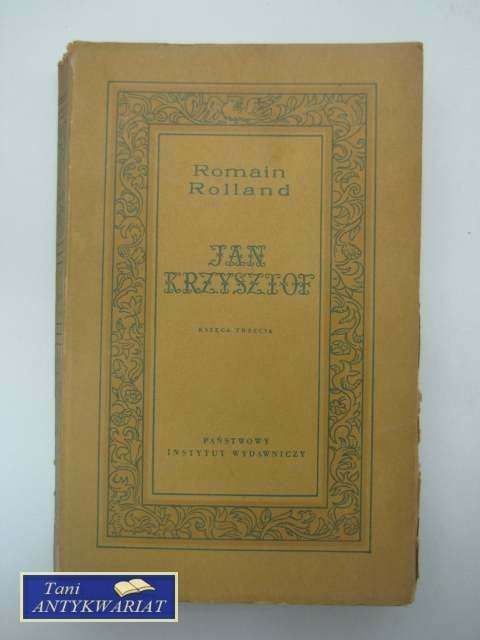 Romain
Rolland
JAN
KRZYSZTOF
KSIĘGA TRZECIA
PAŃSTWOWY
INSTYTUT WYDAWNICZY
Tani
ANTYKWARIAT